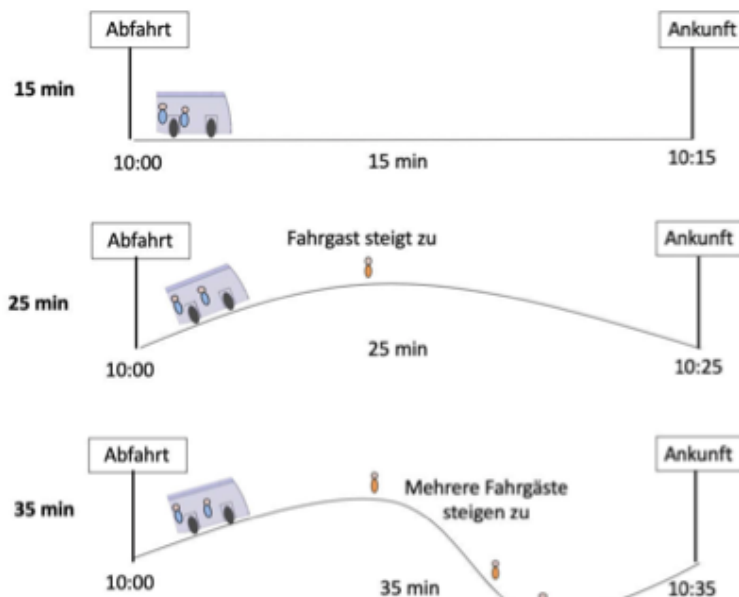 Abfahrt
Ankunft
15 min
10:00
15 min
10:15
Abfahrt
Fahrgast steigt zu
Ankunft
25 min
25 min
10:00
10:25
Abfahrt
Ankunft
Mehrere Fahrgäste
steigen zu
35 min
10:00
35 min
10:35